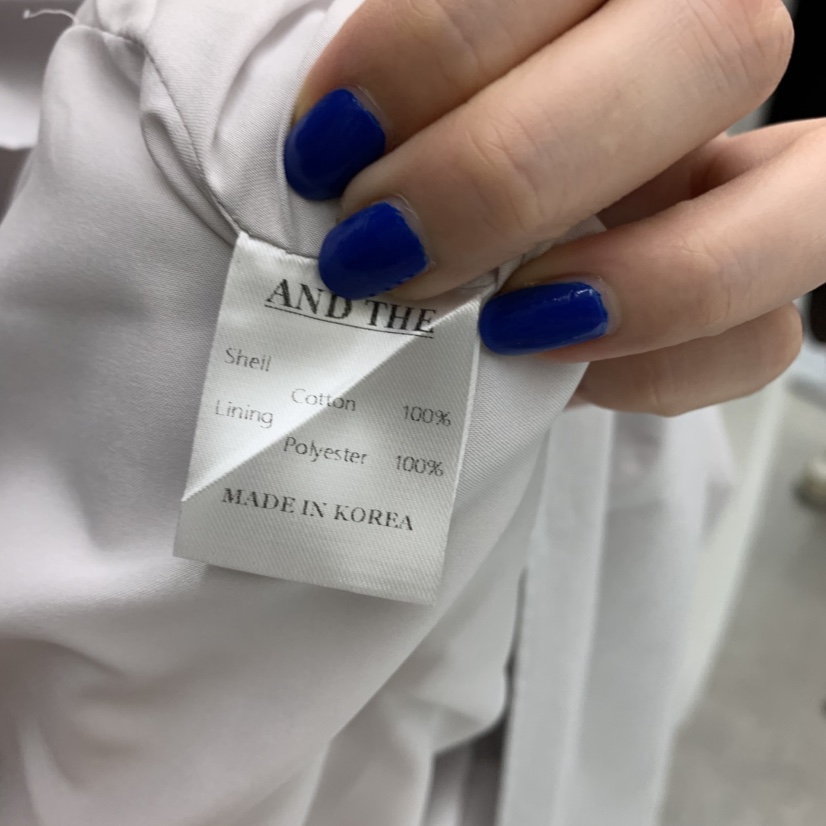 AND THE
Shell
Cotton 100%
Lining
Polyester 100%
MADE IN KOREA